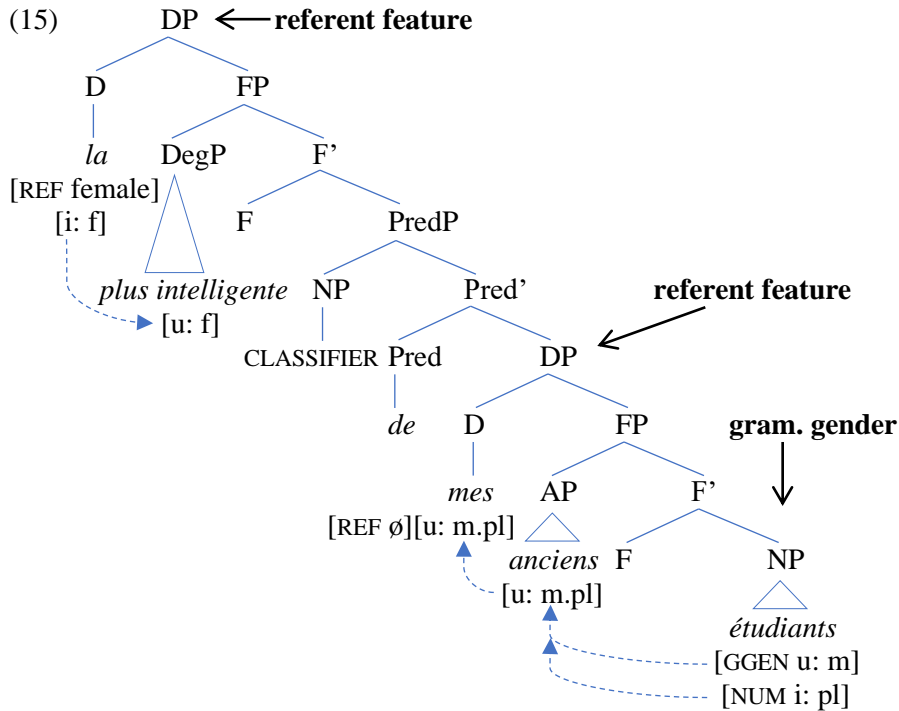 (15) DP referent feature
D FP
la DegP F’
[REF female] F PredP
[i: f]
plus intelligente NP Pred’ referent feature
[u: f]
CLASSIFIER Pred DP
de D FP gram. gender
mes AP F’
[REF ø][u: m.pl]
anciens F NP
[u: m.pl]
étudiants
[GGEN u: m]
[NUM i: pl]